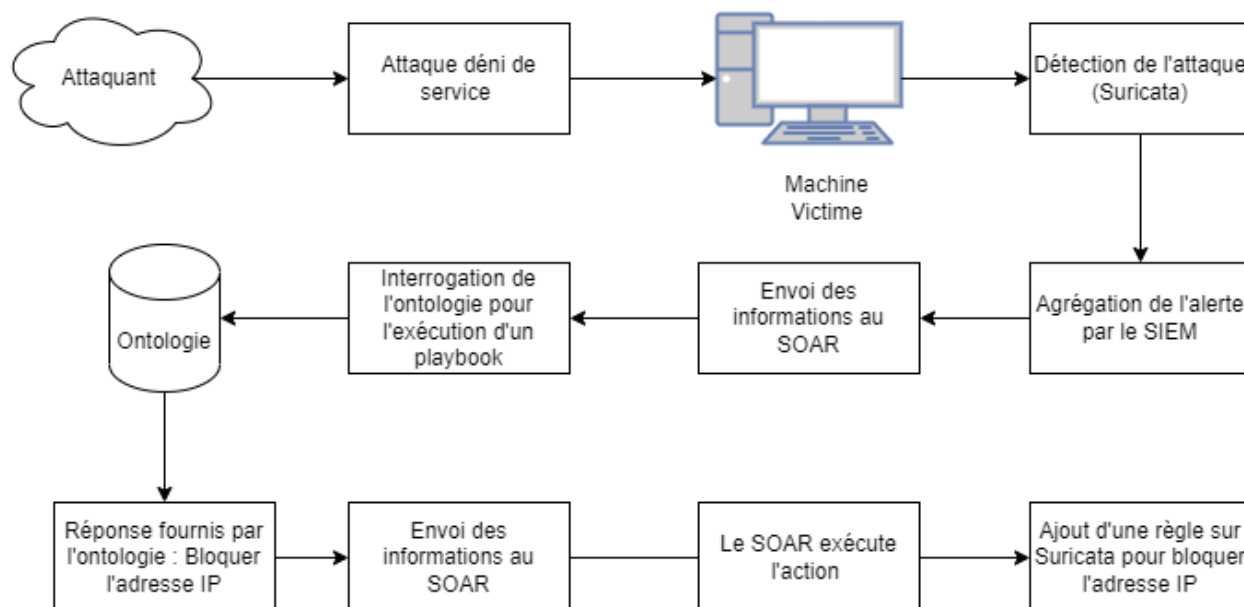 Attaquant
Attaque déni de
service
Détection de l'attaque
(Suricata)
Machine
Victime
Ontologie
Interrogation de
l'ontologie pour
l'exécution d'un
playbook
Envoi des
informations au
SOAR
Agrégation de l'alerte
par le SIEM
Réponse fournis par
l'ontologie : Bloquer
l'adresse IP
Envoi des
informations au
SOAR
Le SOAR exécute
l'action
Ajout d'une règle sur
Suricata pour bloquer
l'adresse IP